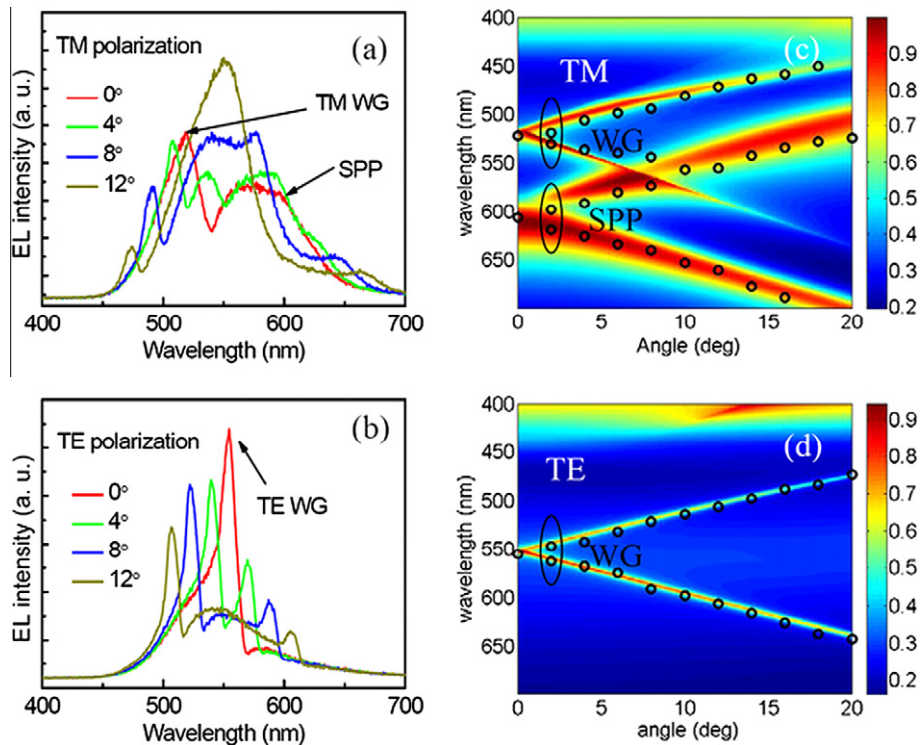 TM polarization
(a)
0°
4°
8°
12°
TM WG
SPP
EL intensity (a. u.)
400 500 600 700
Wavelength (nm)
(c)
TM
WG
SPP
400
450
500
550
600
650
wavelength (nm)
0 5 10 15 20
Angle (deg)
0.9
0.8
0.7
0.6
0.5
0.4
0.3
0.2
TE polarization
(b)
0°
4°
8°
12°
TE WG
EL intensity (a. u.)
400 500 600 700
Wavelength (nm)
(d)
TE
WG
400
450
500
550
600
650
wavelength (nm)
0 5 10 15 20
angle (deg)
0.9
0.8
0.7
0.6
0.5
0.4
0.3
0.2